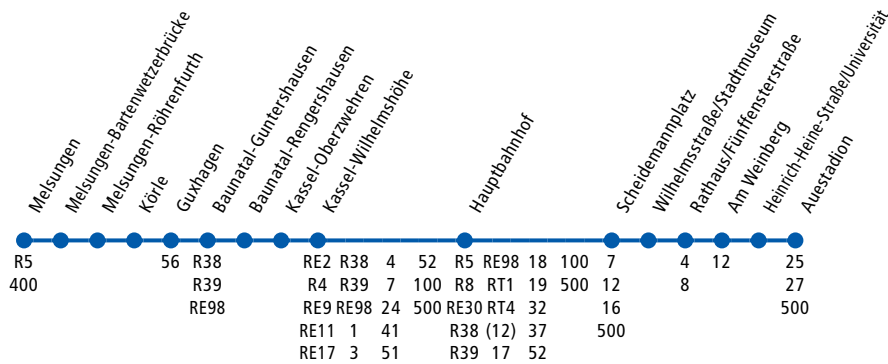 Melsungen
Melsungen-Bartenwetzerbrücke
Melsungen-Röhrenfurth
Körle
Guxhagen
Baunatal-Guntershausen
Baunatal-Rengershausen
Kassel-Oberzwehren
Kassel-Wilhelmshöhe
Hauptbahnhof
Scheidemannplatz
Wilhelmsstraße/Stadtmuseum
Rathaus/Fünffensterstraße
Am Weinberg
Heinrich-Heine-Straße/Universität
Auestadion
R5 56 R38 RE2 R38 4 52 R5 RE98 18 100 7 4 12 25
400 R39 R4 R39 7 100 R8 RT1 19 500 12 8 27
RE98 RE9 RE98 24 500 RE30 RT4 32 16 500
RE11 1 41 R38 (12) 37 500
RE17 3 51 R39 17 52